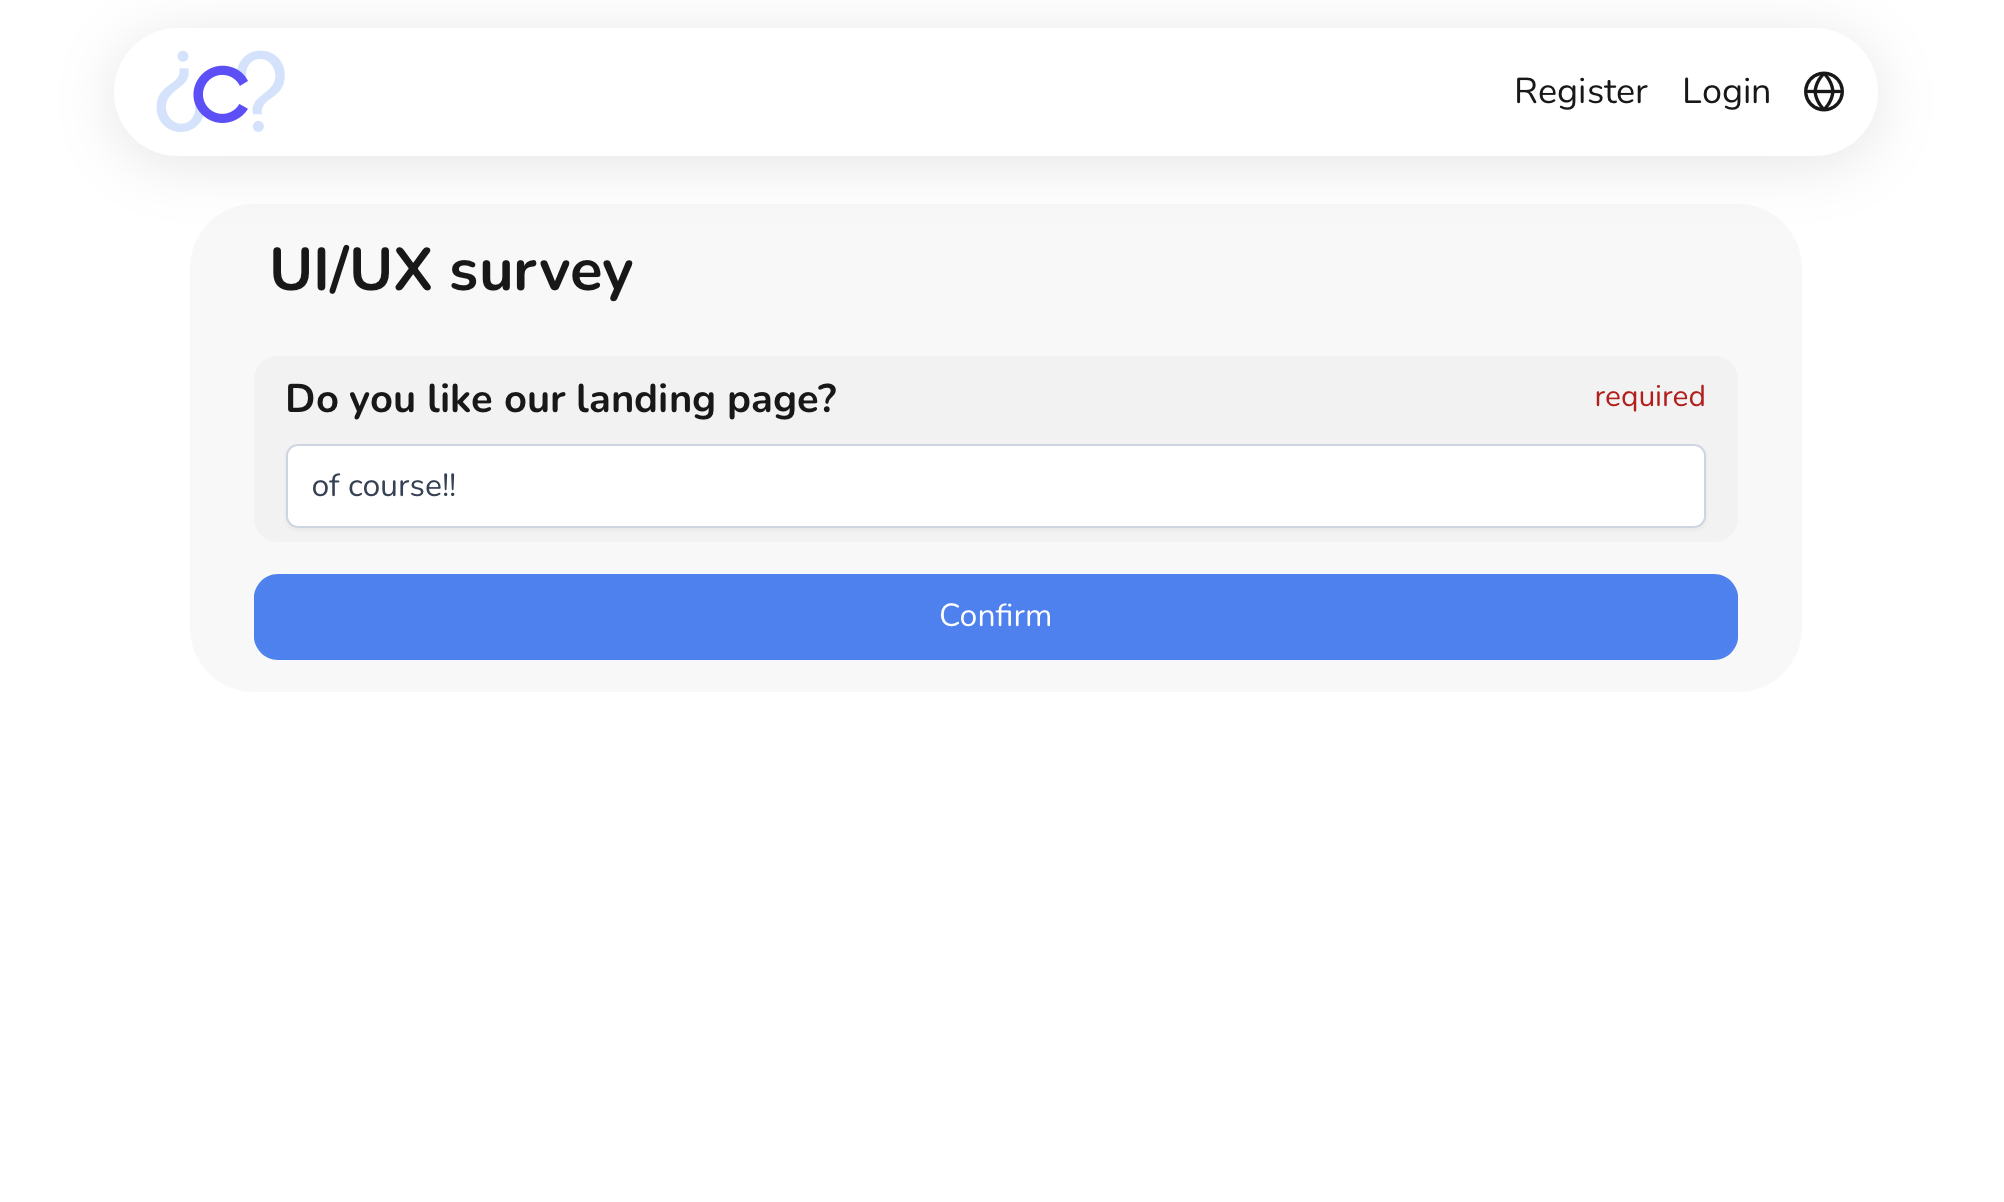 ¿C?
Register Login
UI/UX survey
Do you like our landing page? required
of course!!
Confirm